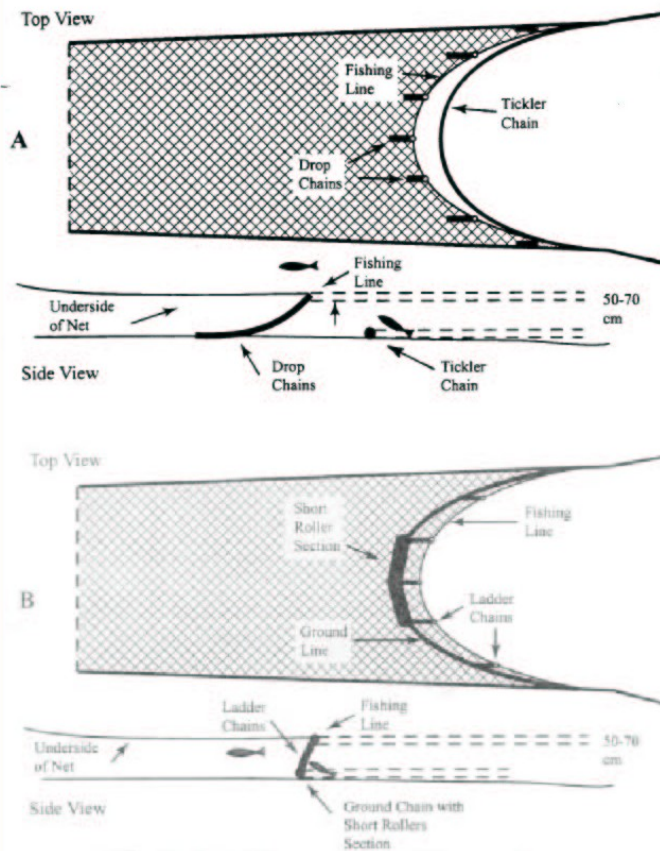 Top View
Fishing
Line
Tickler
Chain
A
Drop
Chains
Fishing
Line
Underside
of Net
50-70
cm
Drop
Chains
Tickler
Chain
Side View
Top View
Short
Roller
Section
Fishing
Line
B
Ladder
Chains
Ground
Line
Ladder
Chains
Fishing
Line
Underside
of Net
50-70
cm
Side View
Ground Chain with
Short Rollers
Section